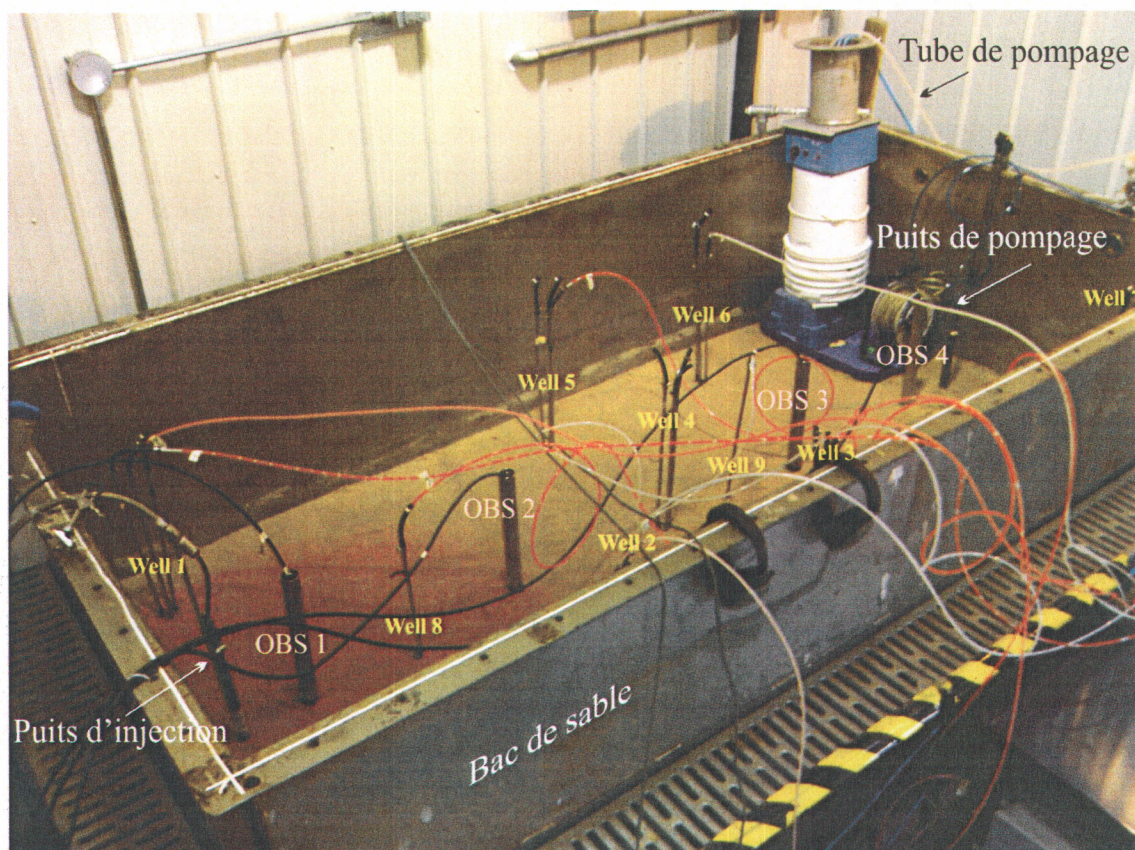 Tube de pompage
Puits de pompage
Well
Well 6
OBS 4
Well 5
OBS 3
Well 4
Well 3
Well 9
OBS 2
Well 2
Well 1
Well 8
OBS 1
Puits d'injection
Bac de sable